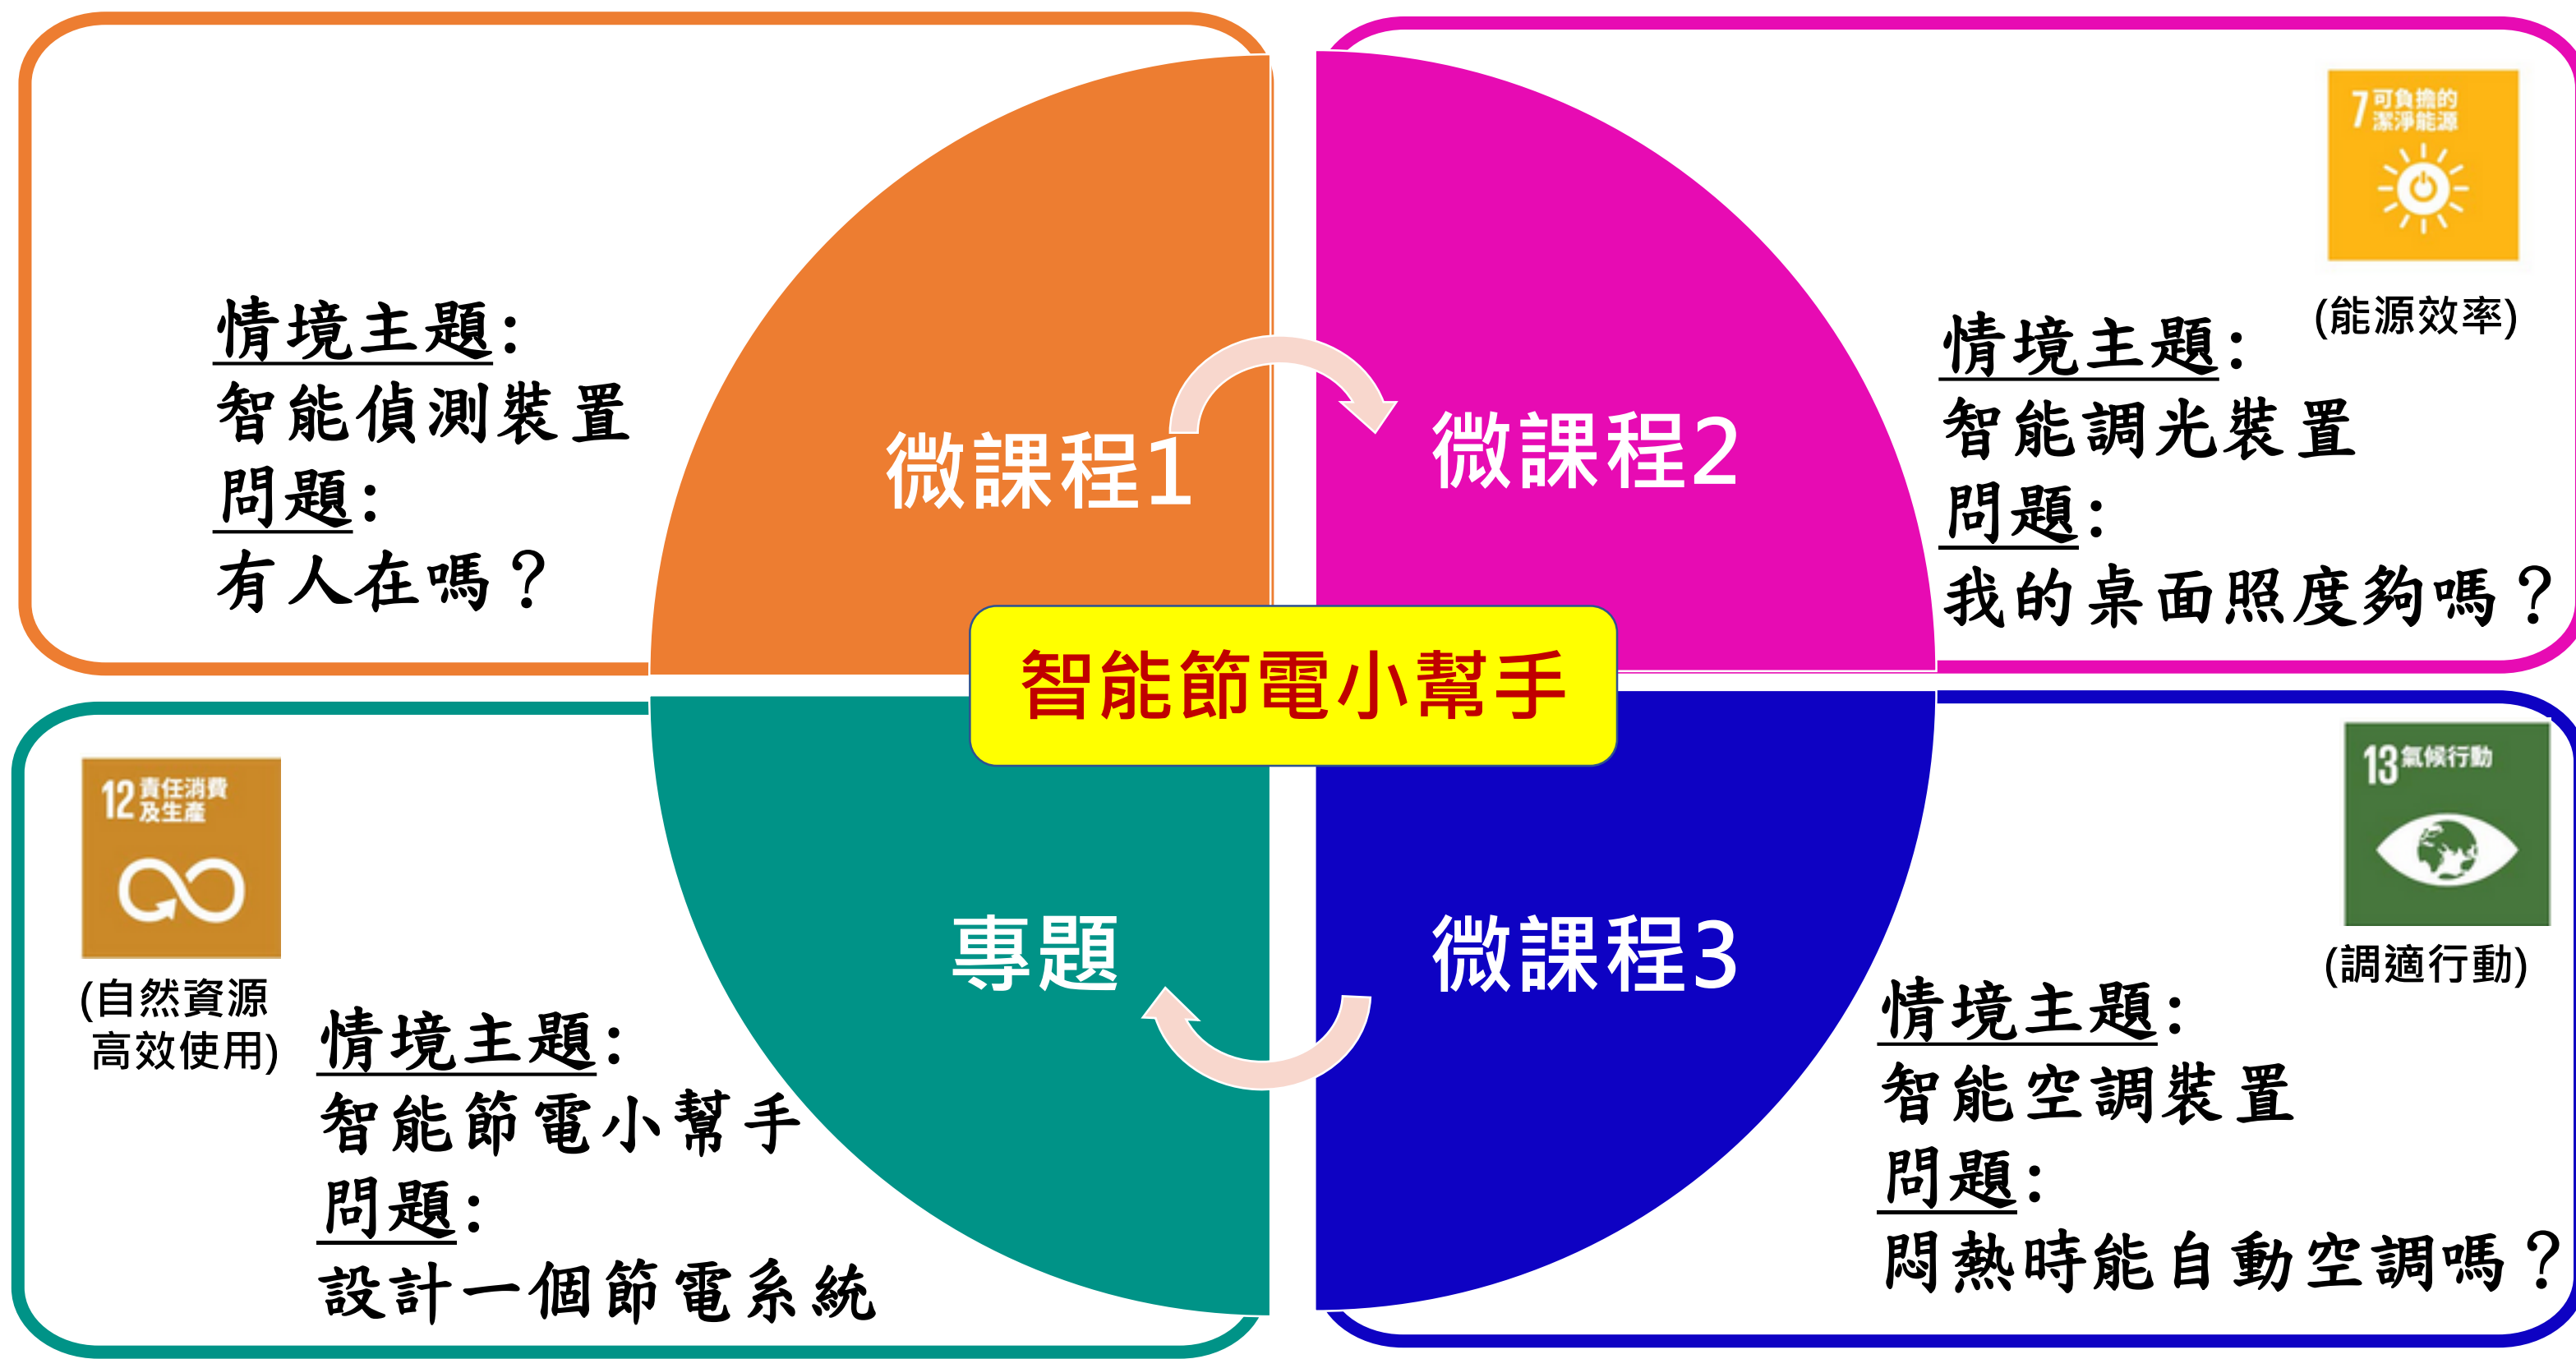 情境主題:
智能偵測裝置
問題:
有人在嗎？
微課程1
微課程2
7 可負擔的
潔淨能源
(能源效率)
情境主題:
智能調光裝置
問題:
我的桌面照度夠嗎？
智能節電小幫手
12 責任消費
及生產
(自然資源
高效使用)
情境主題:
智能節電小幫手
問題:
設計一個節電系統
專題
微課程3
13 氣候行動
(調適行動)
情境主題:
智能空調裝置
問題:
悶熱時能自動空調嗎？